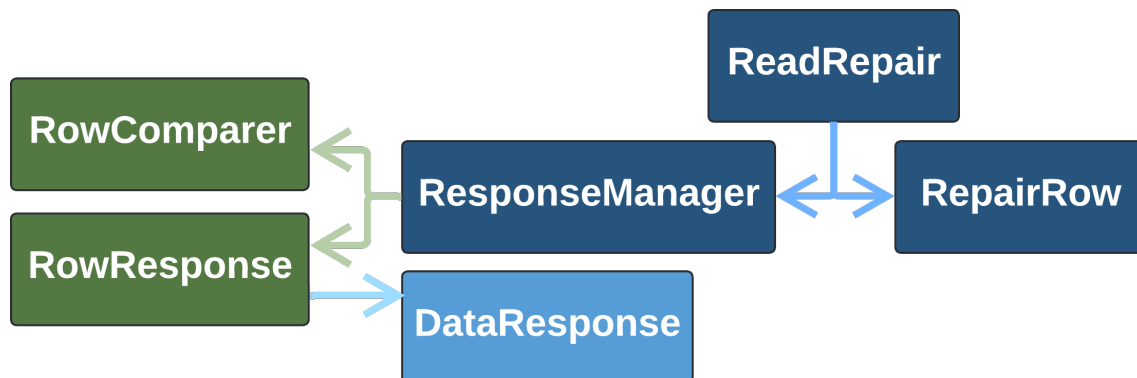 ReadRepair
RowComparer
ResponseManager
RepairRow
RowResponse
DataResponse